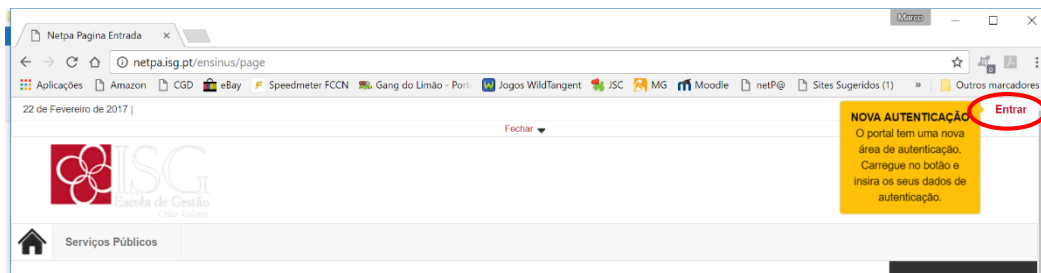 Marco
Netpa Pagina Entrada
netpa.isg.pt/ensinus/page
Aplicações Amazon CGD eBay Speedmeter FCCN Gang do Limão - Port. Jogos WildTangent JSC MG Moodle netP@ Sites Sugeridos (1) » Outros marcadores
22 de Fevereiro de 2017 |
Entrar
Fechar
NOVA AUTENTICAÇÃO
O portal tem uma nova
área de autenticação.
Carregue no botão e
insira os seus dados de
autenticação.
ISG
Escola de Gestão
Criar Valores
Serviços Públicos